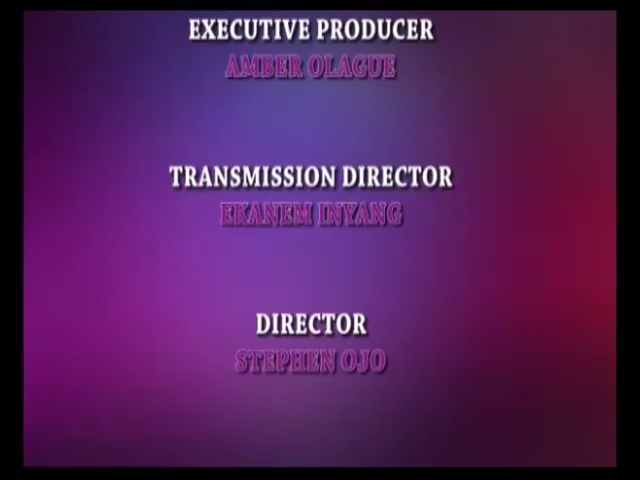 EXECUTIVE PRODUCER
AMBER OLAGUE
TRANSMISSION DIRECTOR
EKANEM INYANG
DIRECTOR
STEPHEN OJO